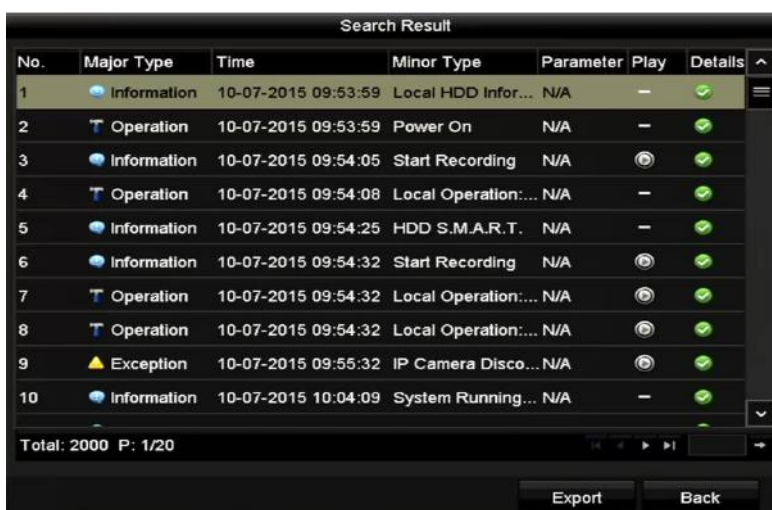 Search Result
No. Major Type Time Minor Type Parameter Play Details
1 Information 10-07-2015 09:53:59 Local HDD Infor... N/A –
2 Operation 10-07-2015 09:53:59 Power On N/A –
3 Information 10-07-2015 09:54:05 Start Recording N/A
4 Operation 10-07-2015 09:54:08 Local Operation:... N/A –
5 Information 10-07-2015 09:54:25 HDD S.M.A.R.T. N/A –
6 Information 10-07-2015 09:54:32 Start Recording N/A
7 Operation 10-07-2015 09:54:32 Local Operation:... N/A
8 Operation 10-07-2015 09:54:32 Local Operation:... N/A
9 Exception 10-07-2015 09:55:32 IP Camera Disco... N/A
10 Information 10-07-2015 10:04:09 System Running... N/A –
Total: 2000 P: 1/20
Export Back